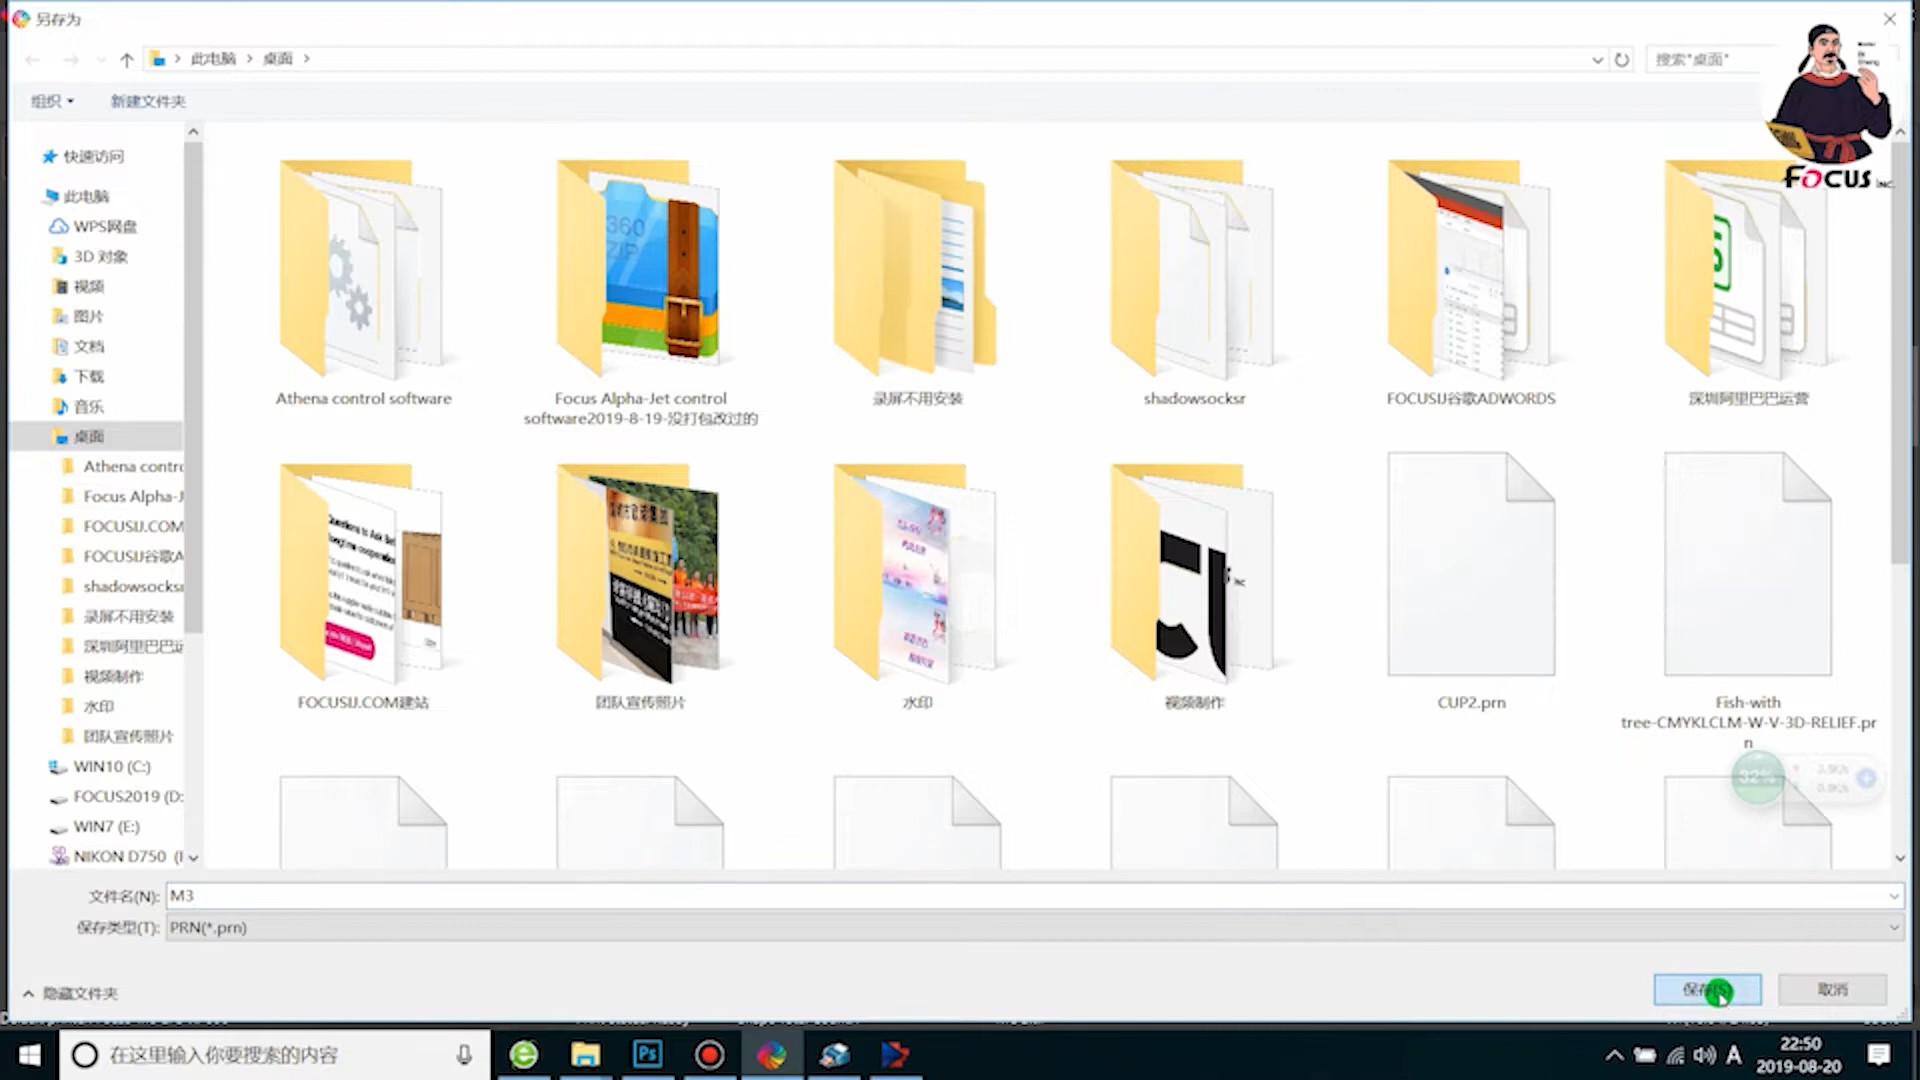 另存为
此电脑 > 桌面 >
搜索"桌面"
组织
新建文件夹
FOCUS INC.
快速访问
此电脑
WPS网盘
3D 对象
视频
图片
文档
下载
音乐
桌面
Athena contro
Focus Alpha-J
FOCUSIJ.COM
FOCUSIJ谷歌A
shadowsocksr
录屏不用安装
深圳阿里巴巴运
视频制作
水印
团队宣传照片
WIN10 (C:)
FOCUS2019 (D:
WIN7 (E:)
NIKON D750 (
360
ZIP
Athena control software
Focus Alpha-Jet control
software2019-8-19-没打包改过的
录屏不用安装
shadowsocksr
FOCUSIJ谷歌ADWORDS
深圳阿里巴巴运营
FOCUSIJ.COM建站
团队宣传照片
水印
视频制作
CUP2.prn
Fish-with
tree-CMYKLCLM-W-V-3D-RELIEF.pr
n
32%
文件名(N):
M3
保存类型(T):
PRN(*.prn)
隐藏文件夹
保存(S)
取消
在这里输入你要搜索的内容
Ps
A
22:50
2019-08-20